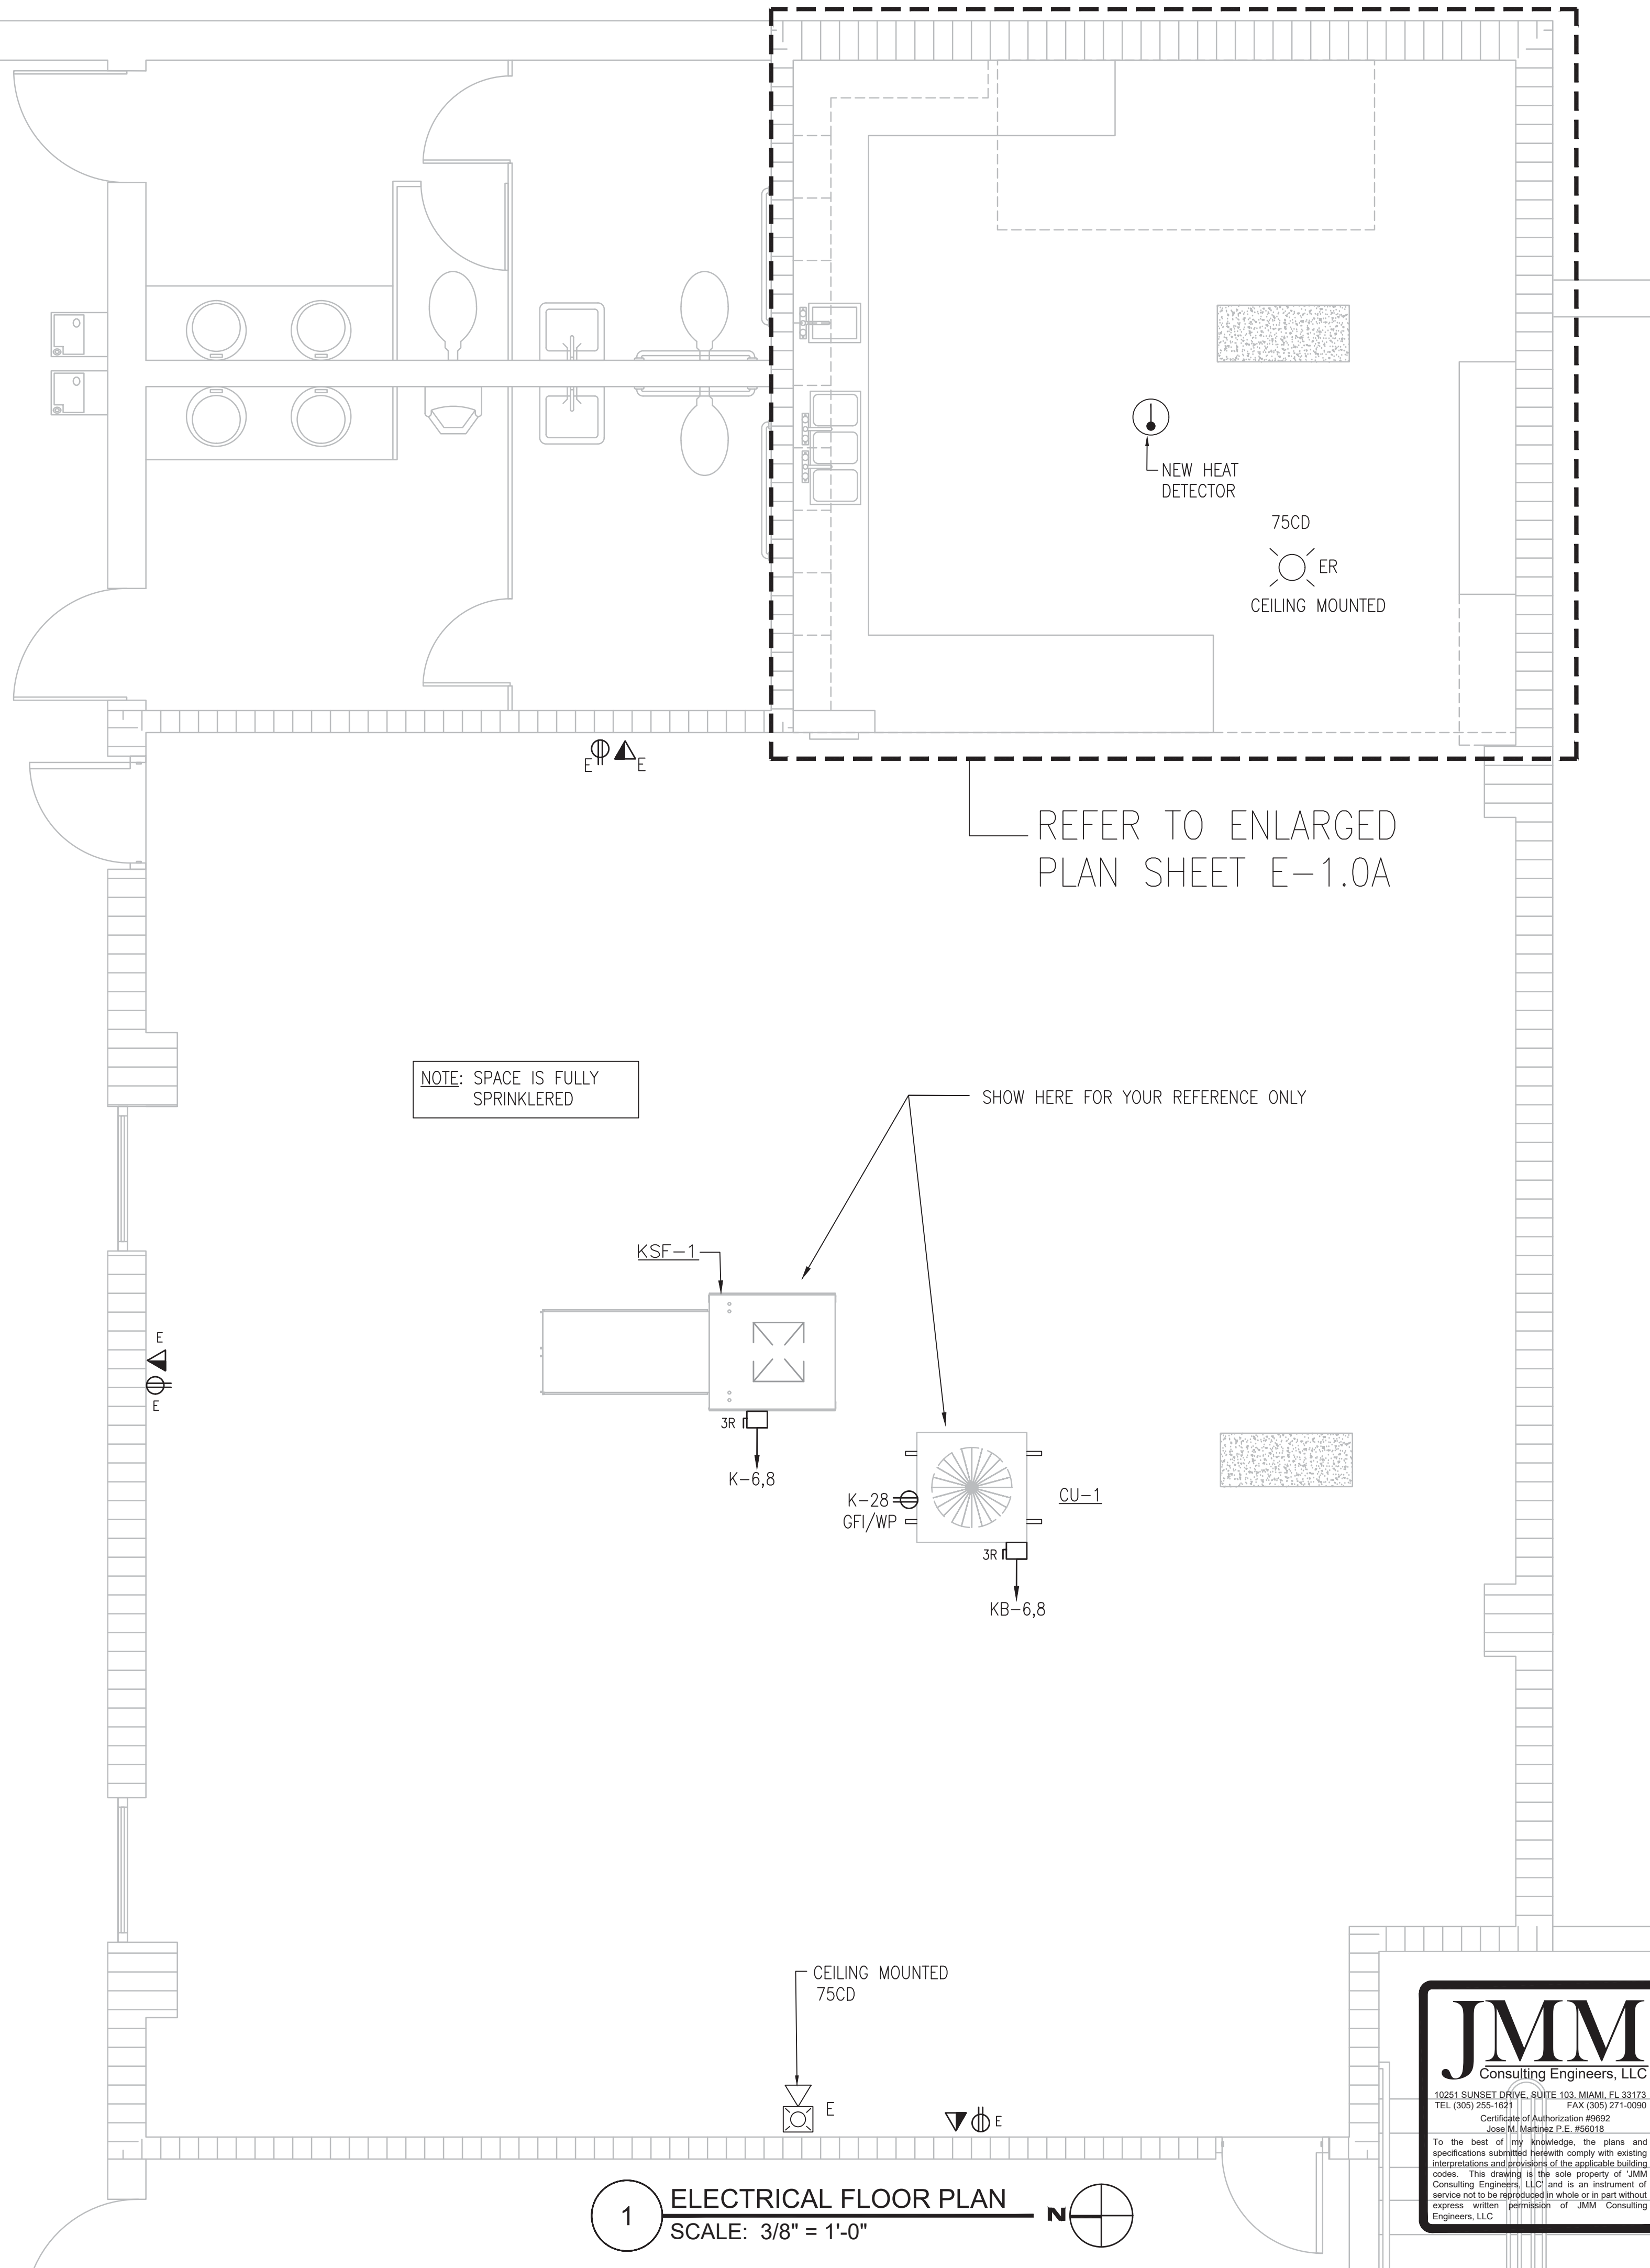 NEW HEAT
DETECTOR
75CD
ER
CEILING MOUNTED
E
E
REFER TO ENLARGED
PLAN SHEET E-1.0A
NOTE: SPACE IS FULLY
SPRINKLERED
SHOW HERE FOR YOUR REFERENCE ONLY
KSF-1
E
E
3R
K-6,8
K-28
GFI/WP
CU-1
3R
KB-6,8
CEILING MOUNTED
75CD
E
E
1
ELECTRICAL FLOOR PLAN
SCALE: 3/8" = 1'-0"
N
JMM
Consulting Engineers, LLC
10251 SUNSET DRIVE, SUITE 103. MIAMI, FL 33173
TEL (305) 255-1621 FAX (305) 271-0090
Certificate of Authorization #9692
Jose M. Martinez P.E. #56018
To the best of my knowledge, the plans and
specifications submitted herewith comply with existing
interpretations and provisions of the applicable building
codes. This drawing is the sole property of 'JMM
Consulting Engineers, LLC' and is an instrument of
service not to be reproduced in whole or in part without
express written permission of JMM Consulting
Engineers, LLC